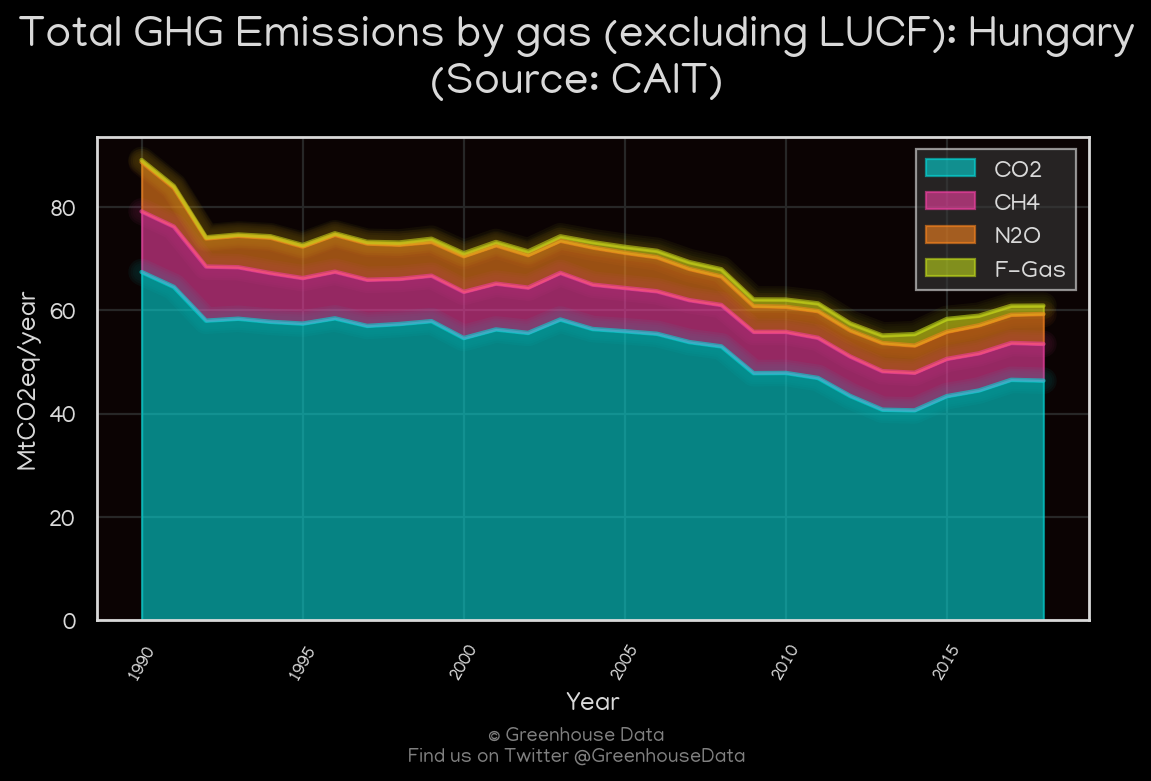 Total GHG Emissions by gas (excluding LUCF): Hungary
(Source: CAIT)
CO2
CH4
N2O
F-Gas
80
60
40
20
0
MtCO2eq/year
1990
1995
2000
2005
2010
2015
Year
© Greenhouse Data
Find us on Twitter @GreenhouseData